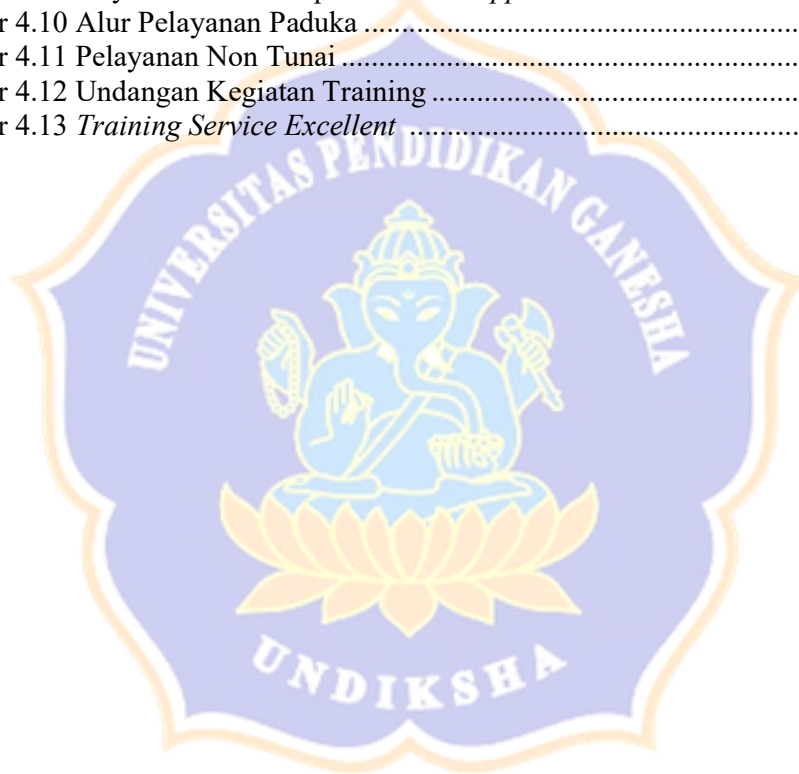 r 4.10 Alur Pelayanan Paduka ..........................................................
r 4.11 Pelayanan Non Tunai .............................................................
r 4.12 Undangan Kegiatan Training .................................................
r 4.13 Training Service Excellent ....................................................
UNIVERSITAS PENDIDIKAN GANESHA
UNDIKSHA